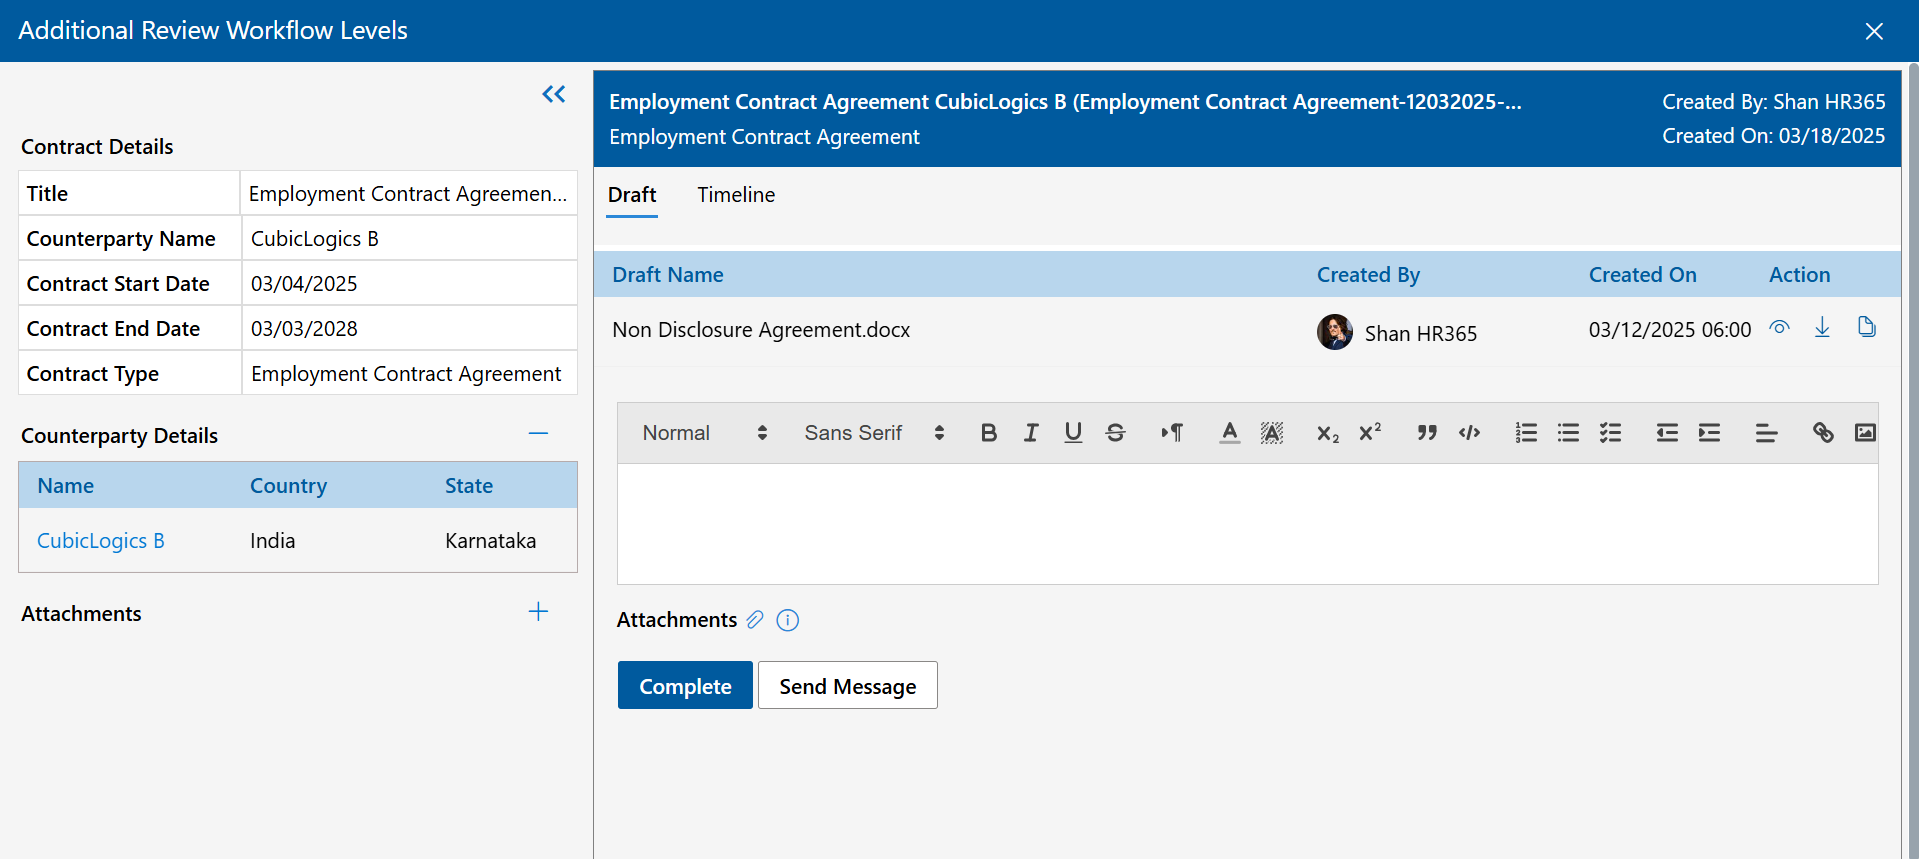 Additional Review Workflow Levels
Contract Details
Title Employment Contract Agreemen...
Counterparty Name CubicLogics B
Contract Start Date 03/04/2025
Contract End Date 03/03/2028
Contract Type Employment Contract Agreement
Counterparty Details
Name Country State
CubicLogics B India Karnataka
Attachments
Employment Contract Agreement CubicLogics B (Employment Contract Agreement-12032025-...
Employment Contract Agreement
Created By: Shan HR365
Created On: 03/18/2025
Draft Timeline
Draft Name Created By Created On Action
Non Disclosure Agreement.docx Shan HR365 03/12/2025 06:00
Normal Sans Serif
Attachments
Complete Send Message